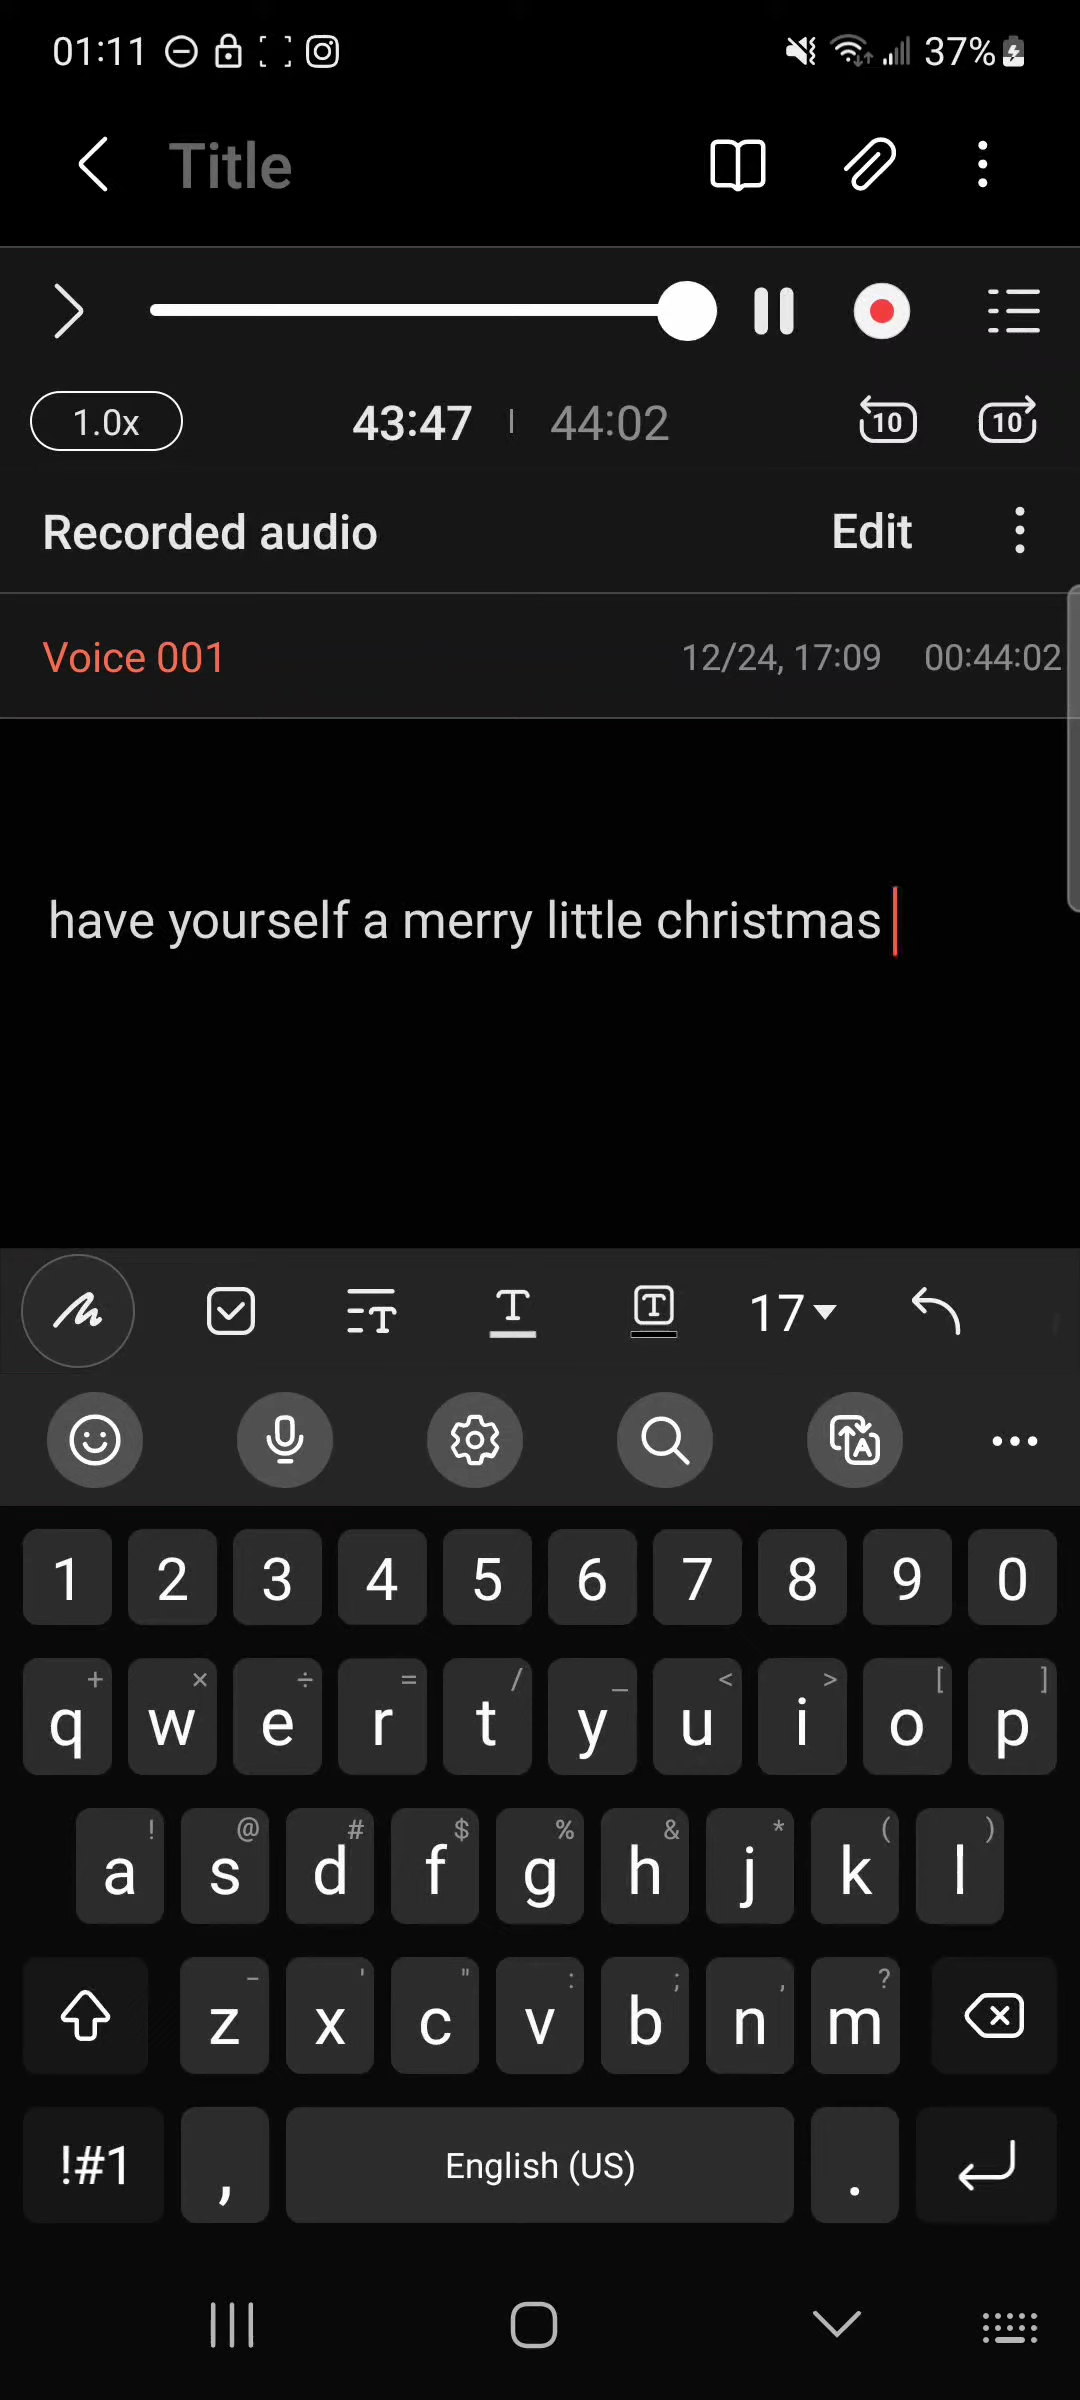 01:11 37%
Title
1.0x 43:47 | 44:02 10 10
Recorded audio Edit
Voice 001 12/24, 17:09 00:44:02
have yourself a merry little christmas
T T T 17
A
1 2 3 4 5 6 7 8 9 0
+ × ÷ = / _ < > [ ]
q w e r t y u i o p
! @ # $ % & * ( )
a s d f g h j k l
- ' " : ; , ?
z x c v b n m
!#1 , English (US) .